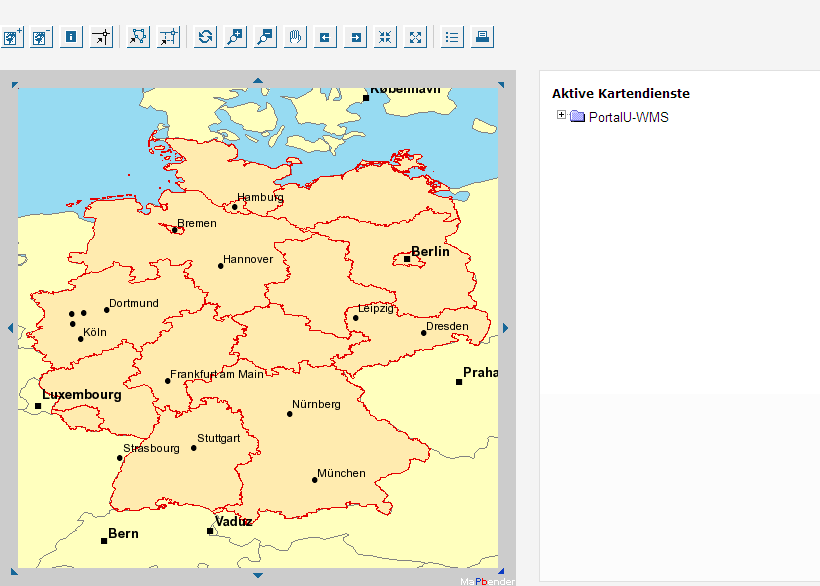 København
Aktive Kartendienste
PortalU-WMS
Hamburg
Bremen
Berlin
Hannover
Dortmund
Leipzig
Dresden
Köln
Frankfurt am Main
Praha
Luxembourg
Nürnberg
Stuttgart
Strasbourg
München
Vaduz
Bern
MaPbender